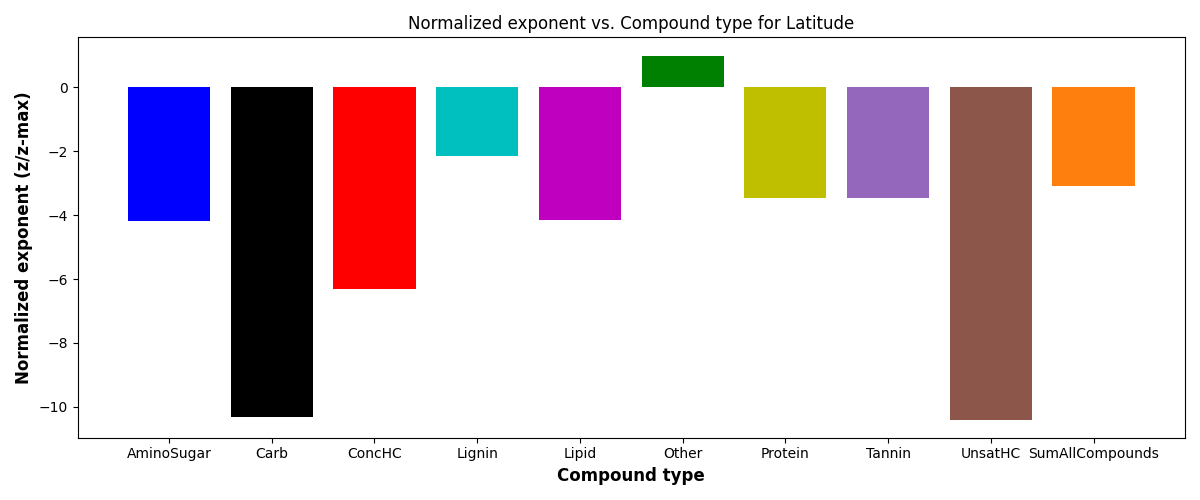 Normalized exponent vs. Compound type for Latitude
Normalized exponent (z/z-max)
0
−2
−4
−6
−8
−10
AminoSugar Carb ConcHC Lignin Lipid Other Protein Tannin UnsatHC SumAllCompounds
Compound type